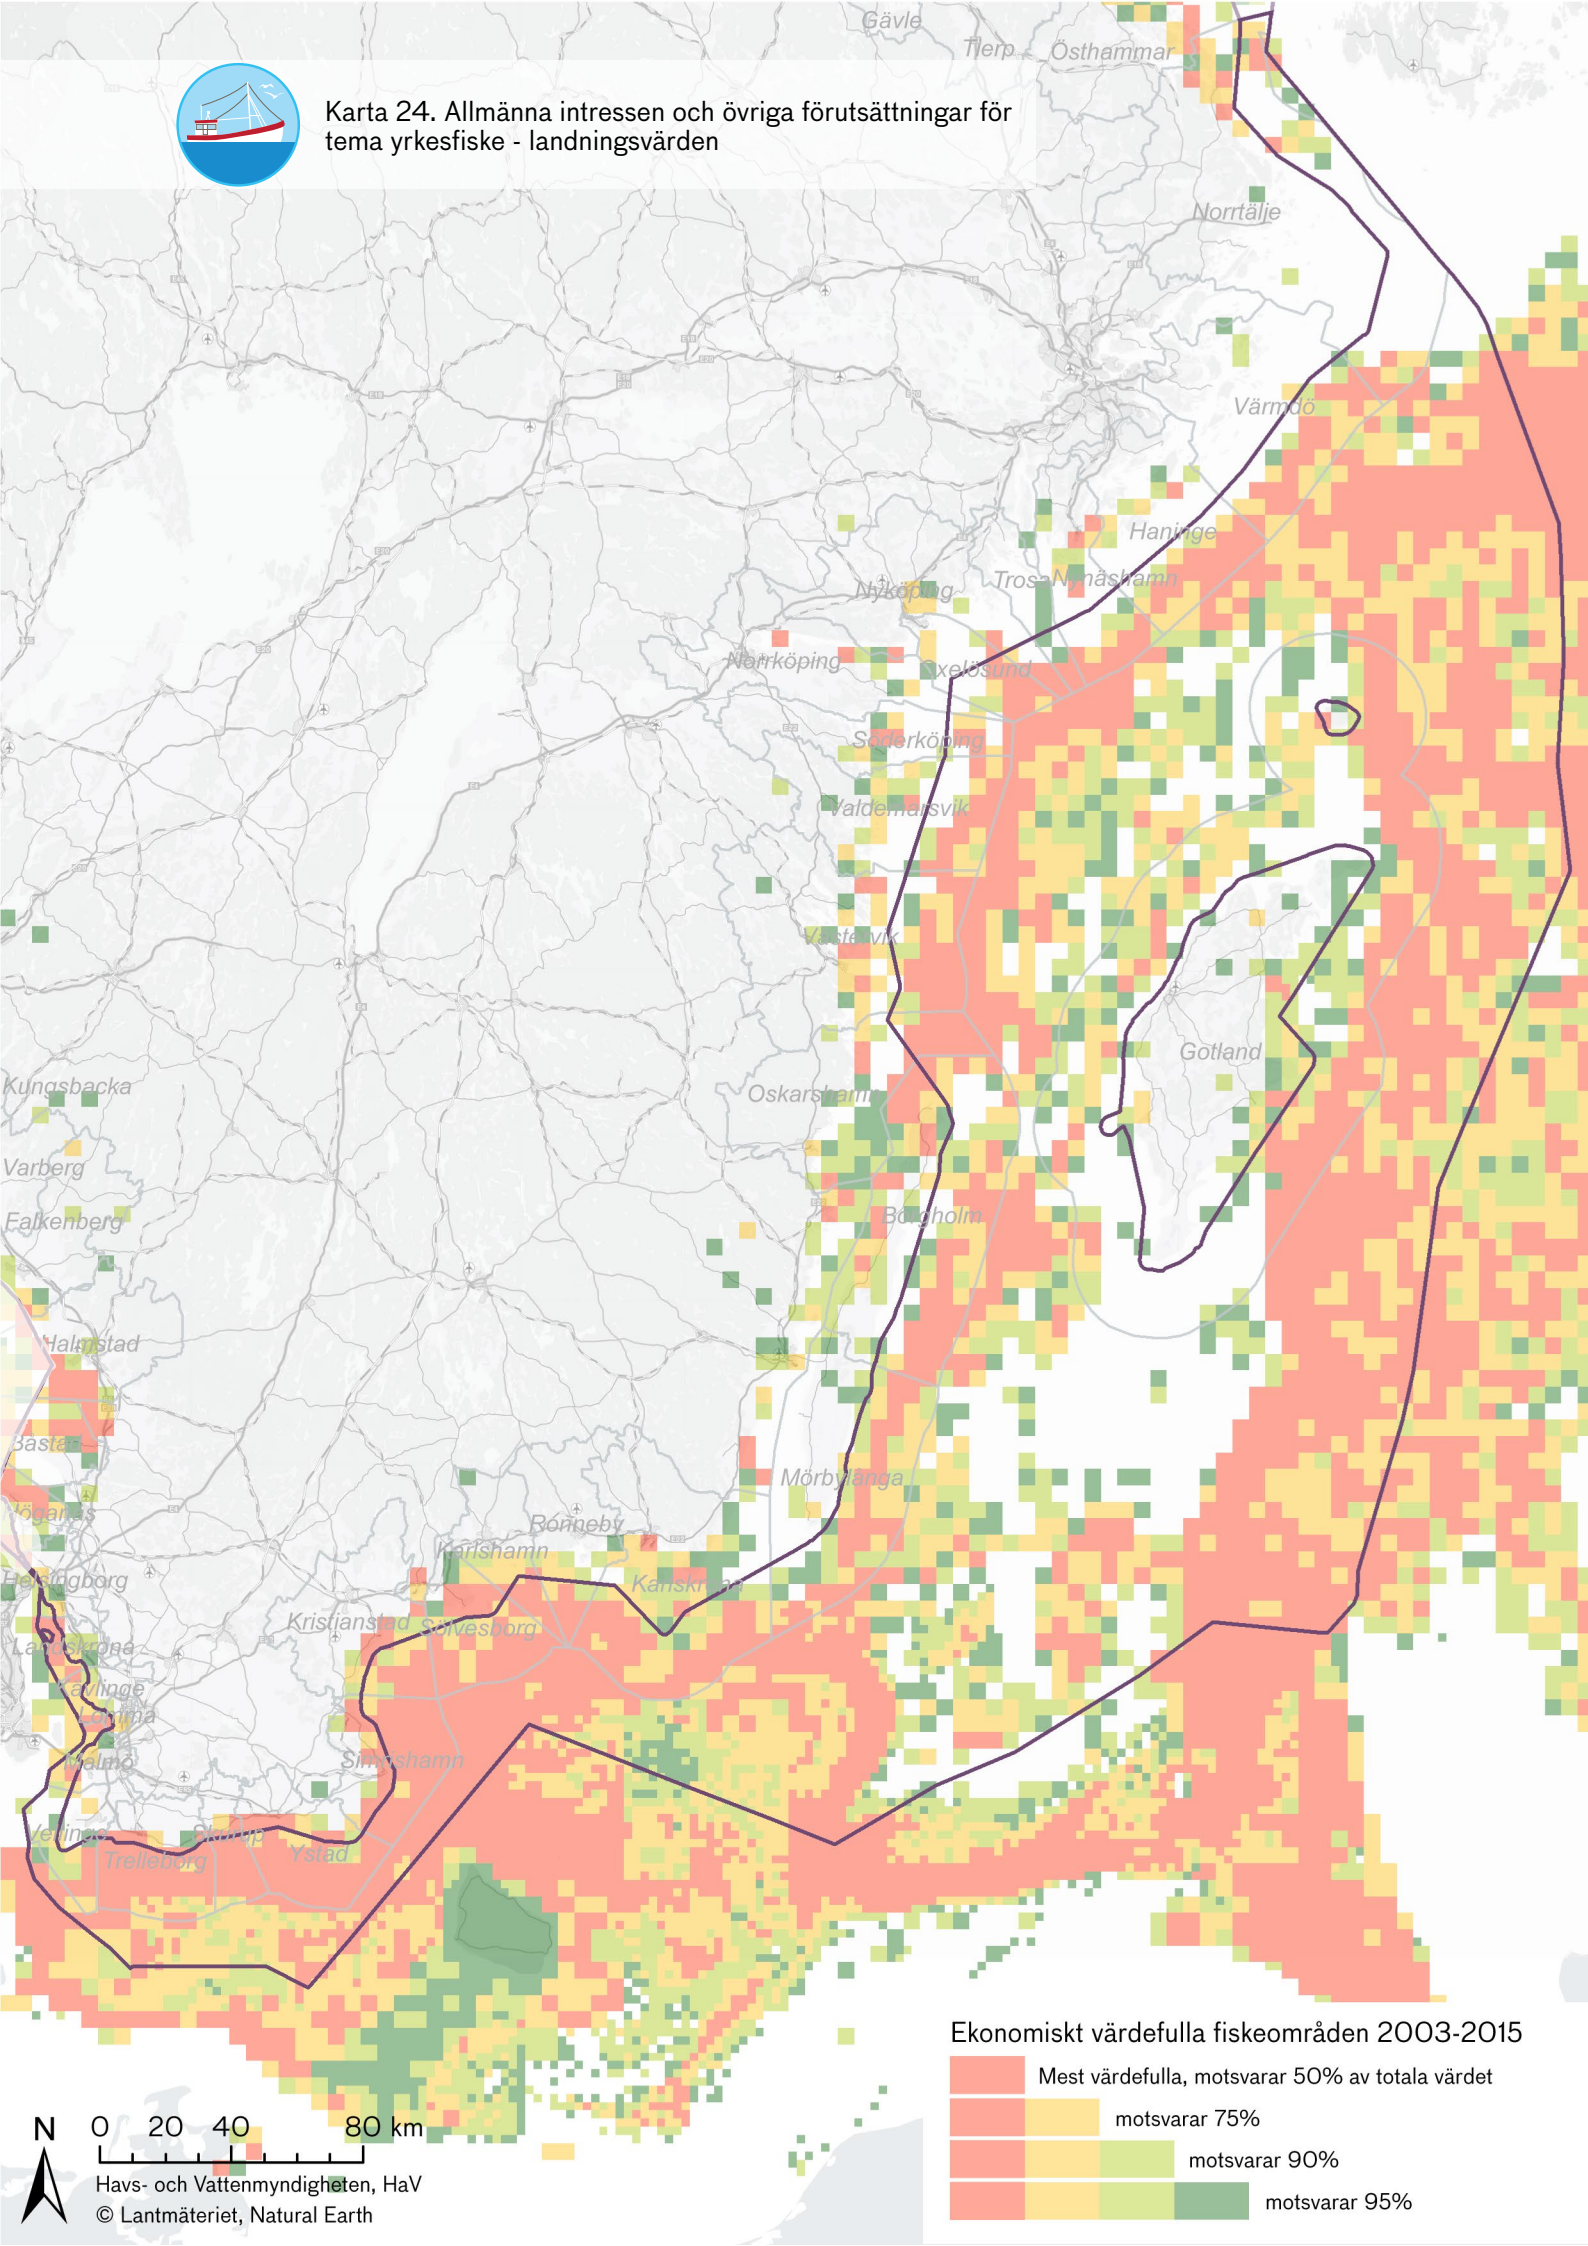 Gävle
Tierp
Östhammar
Karta 24. Allmänna intressen och övriga förutsättningar för
tema yrkesfiske - landningsvärden
Norrtälje
Värmdö
Haninge
Trosa
Nynäshamn
Nyköping
Norrköping
Oxelösund
Söderköping
Valdemarsvik
Västervik
Gotland
Kungsbacka
Oskarshamn
Varberg
Falkenberg
Borgholm
Halmstad
Båstad
Mörbylånga
Höganäs
Ronneby
Karlshamn
Helsingborg
Karlskrona
Kristianstad
Sölvesborg
Landskrona
Kävlinge
Lomma
Malmö
Simrishamn
Vellinge
Skurup
Ystad
Trelleborg
Ekonomiskt värdefulla fiskeområden 2003-2015
Mest värdefulla, motsvarar 50% av totala värdet
motsvarar 75%
motsvarar 90%
motsvarar 95%
N
0 20 40 80 km
Havs- och Vattenmyndigheten, HaV
© Lantmäteriet, Natural Earth